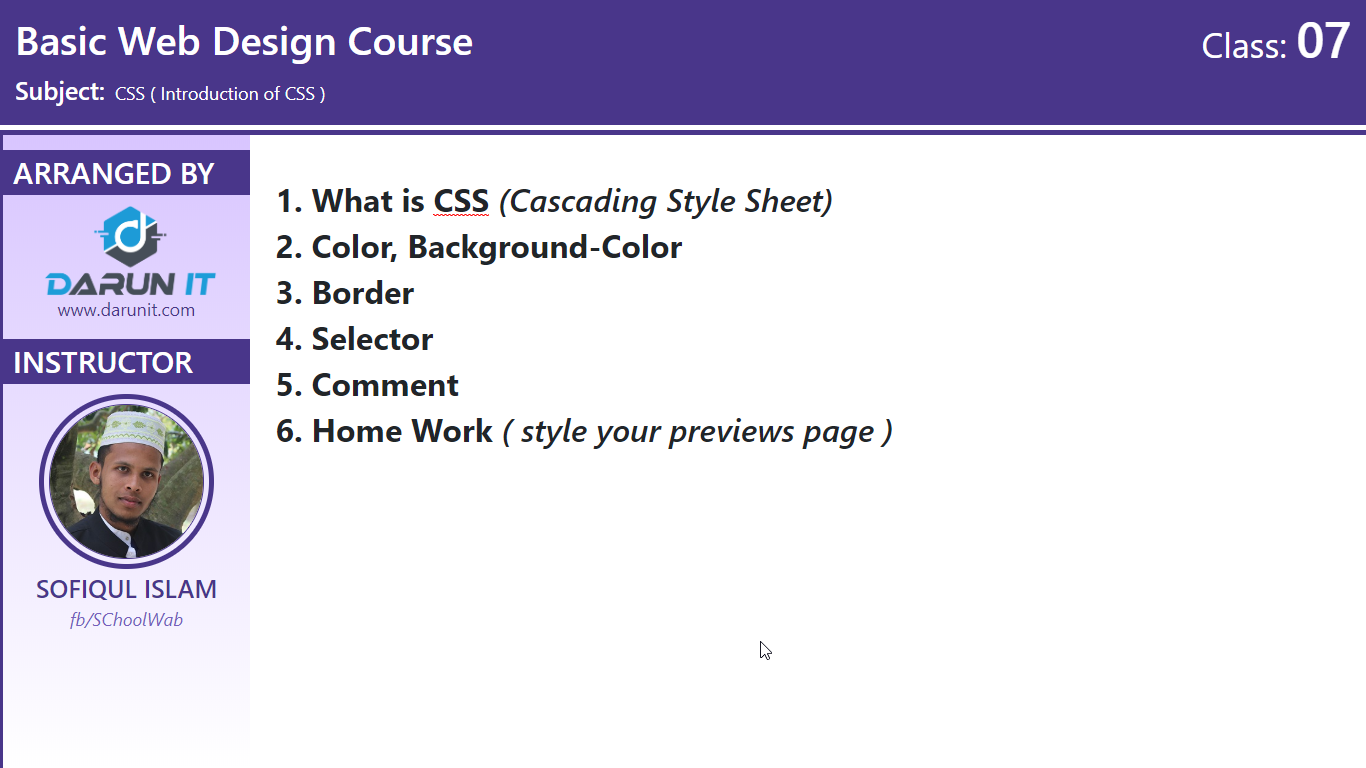 Basic Web Design Course
Class: 07
Subject: CSS ( Introduction of CSS )
ARRANGED BY
DARUN IT
www.darunit.com
INSTRUCTOR
SOFIQUL ISLAM
fb/SChoolWab
1. What is CSS (Cascading Style Sheet)
2. Color, Background-Color
3. Border
4. Selector
5. Comment
6. Home Work ( style your previews page )